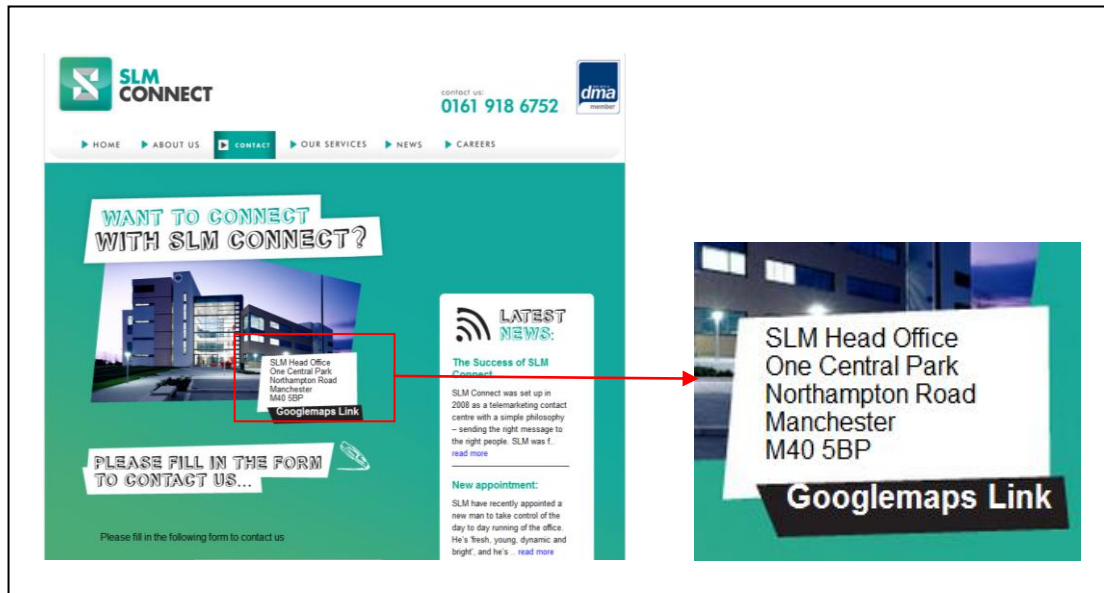 SLM
CONNECT
contact us:
0161 918 6752
dma
member
HOME ABOUT US CONTACT OUR SERVICES NEWS CAREERS
WANT TO CONNECT
WITH SLM CONNECT?
SLM Head Office
One Central Park
Northampton Road
Manchester
M40 5BP
Googlemaps Link
PLEASE FILL IN THE FORM
TO CONTACT US...
Please fill in the following form to contact us
LATEST
NEWS:
The Success of SLM
Connect
SLM Connect was set up in
2008 as a telemarketing contact
centre with a simple philosophy
– sending the right message to
the right people. SLM was f..
read more
New appointment:
SLM have recently appointed a
new man to take control of the
day to day running of the office.
He's 'fresh, young, dynamic and
bright', and he's .. read more
SLM Head Office
One Central Park
Northampton Road
Manchester
M40 5BP
Googlemaps Link